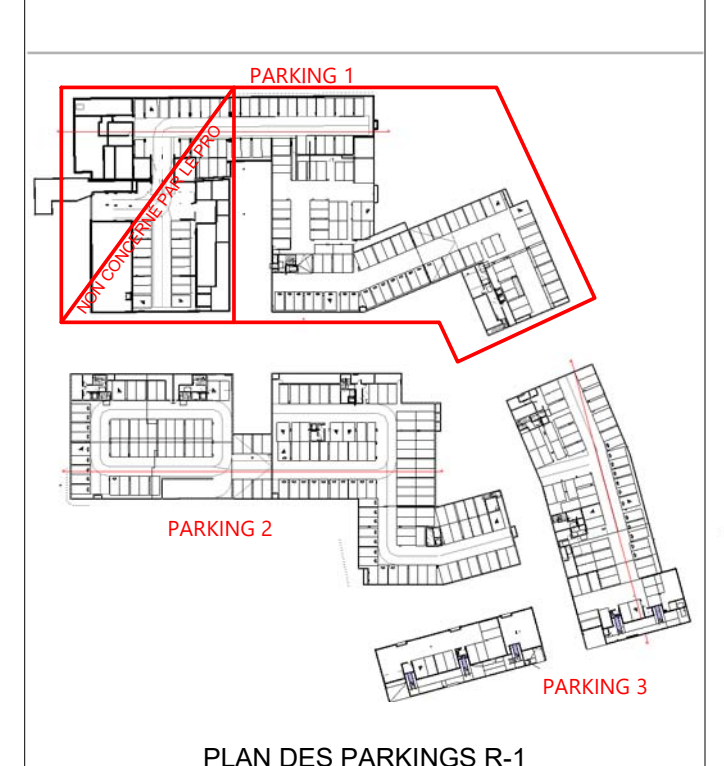 PARKING 1
NON CONCERNE PAR LE PRO
PARKING 2
PARKING 3
PLAN DES PARKINGS R-1